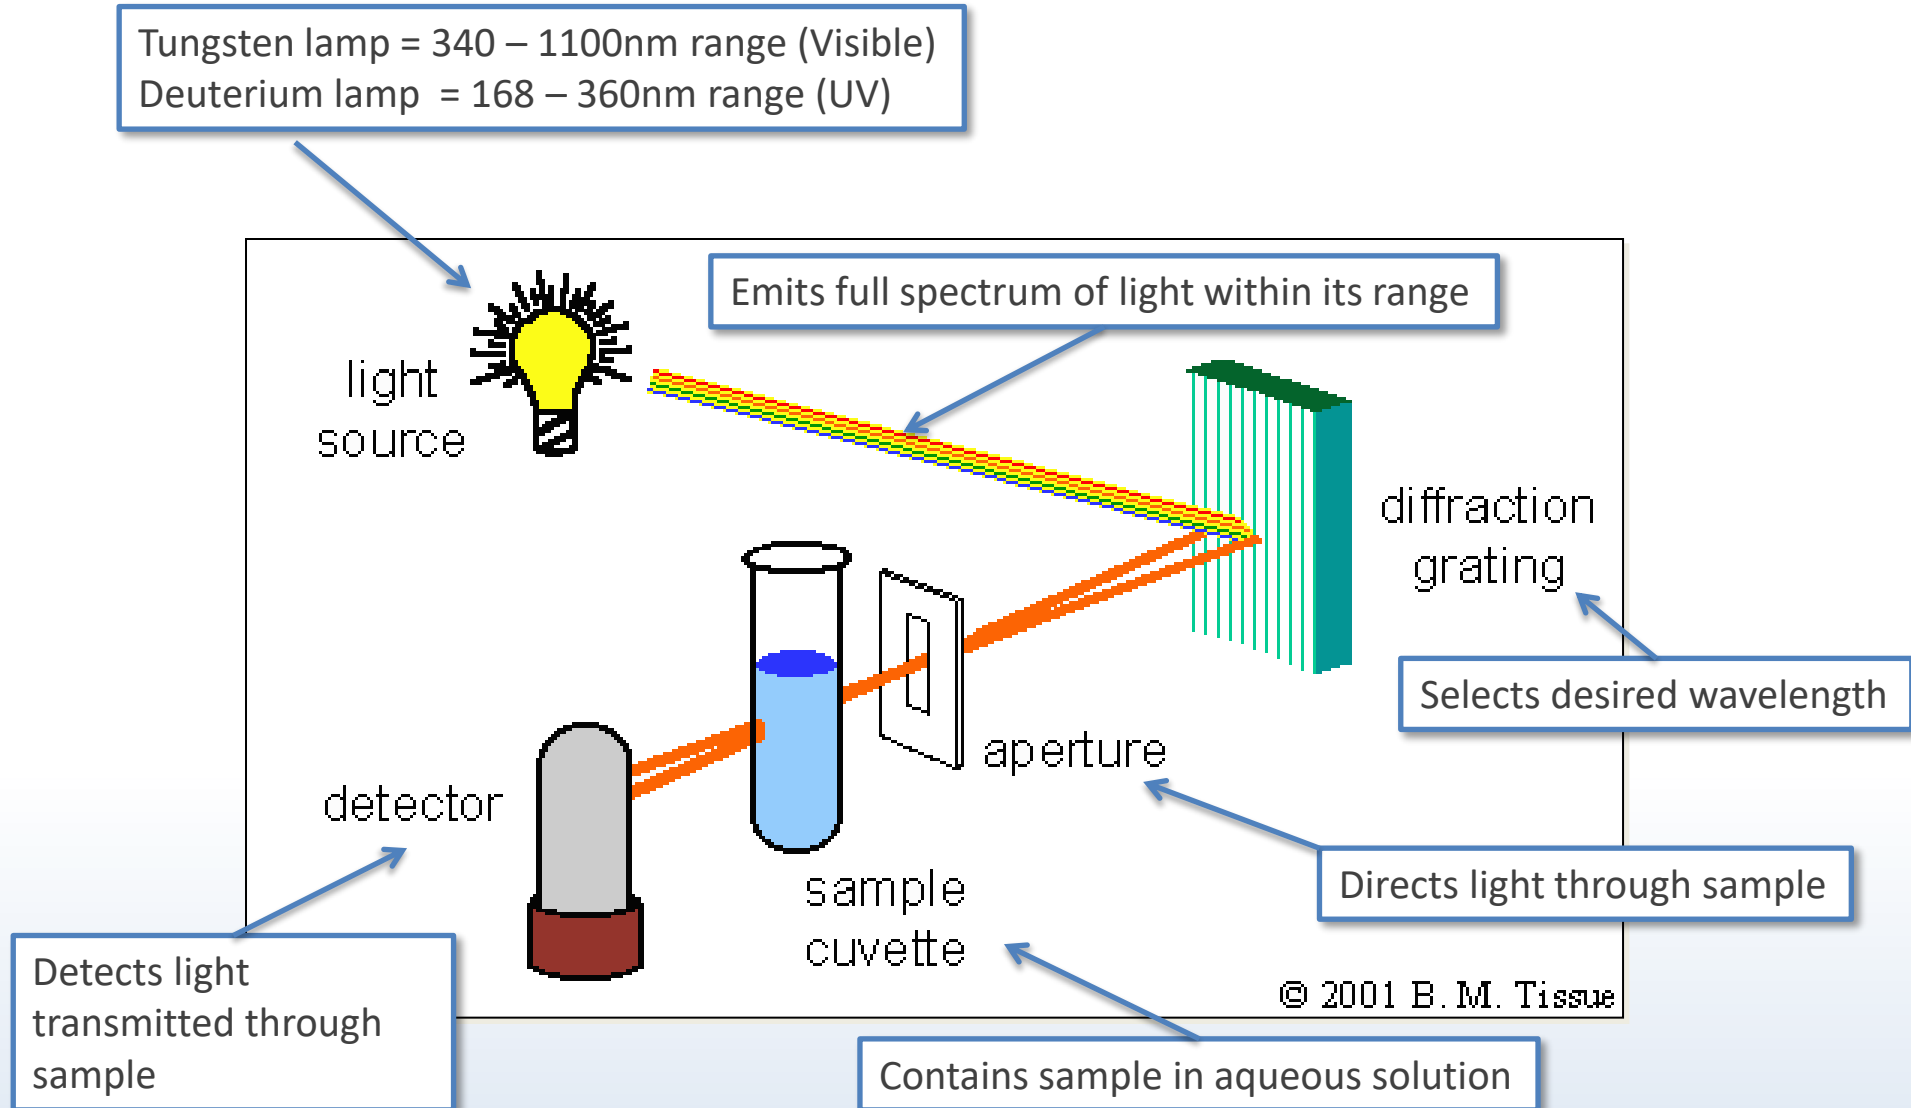 Tungsten lamp = 340 – 1100nm range (Visible)
Deuterium lamp  = 168 – 360nm range (UV)
Emits full spectrum of light within its range
light
source
diffraction
grating
Selects desired wavelength
aperture
Directs light through sample
detector
sample
cuvette
Detects light
transmitted through
sample
© 2001 B. M. Tissue
Contains sample in aqueous solution